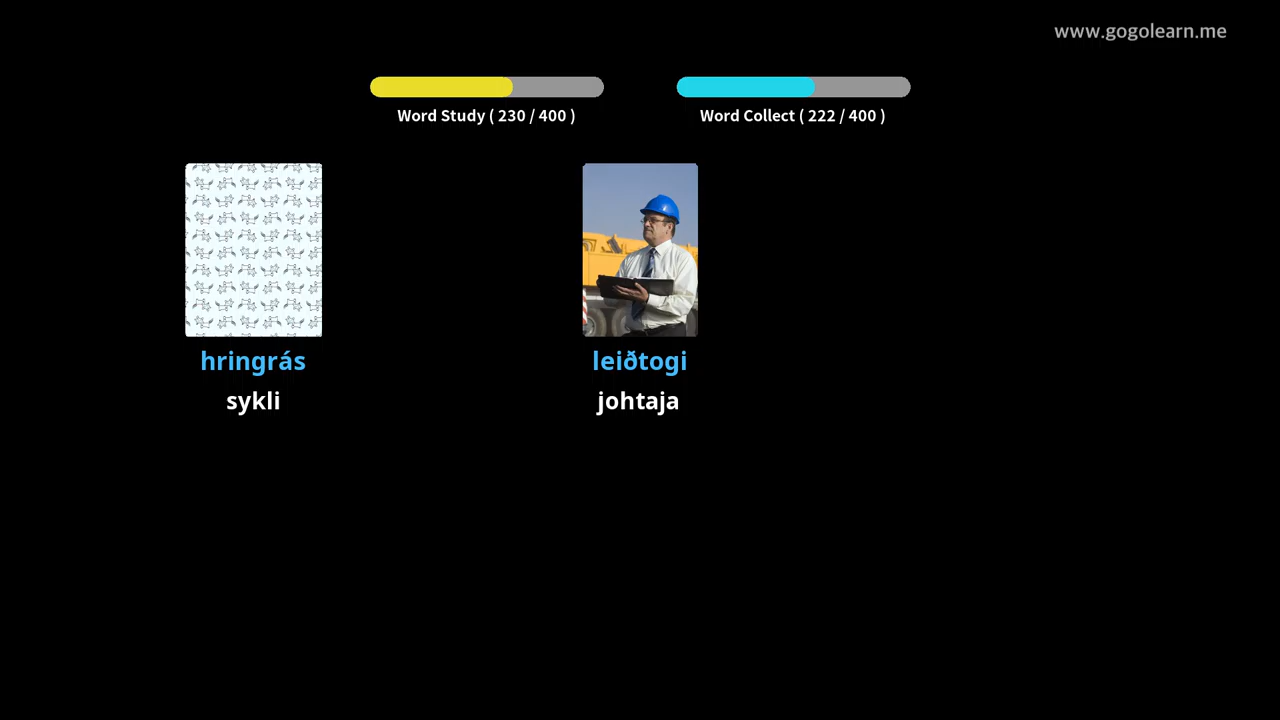 www.gogolearn.me
Word Study ( 230 / 400 )
Word Collect ( 222 / 400 )
hringrás
sykli
leiðtogi
johtaja